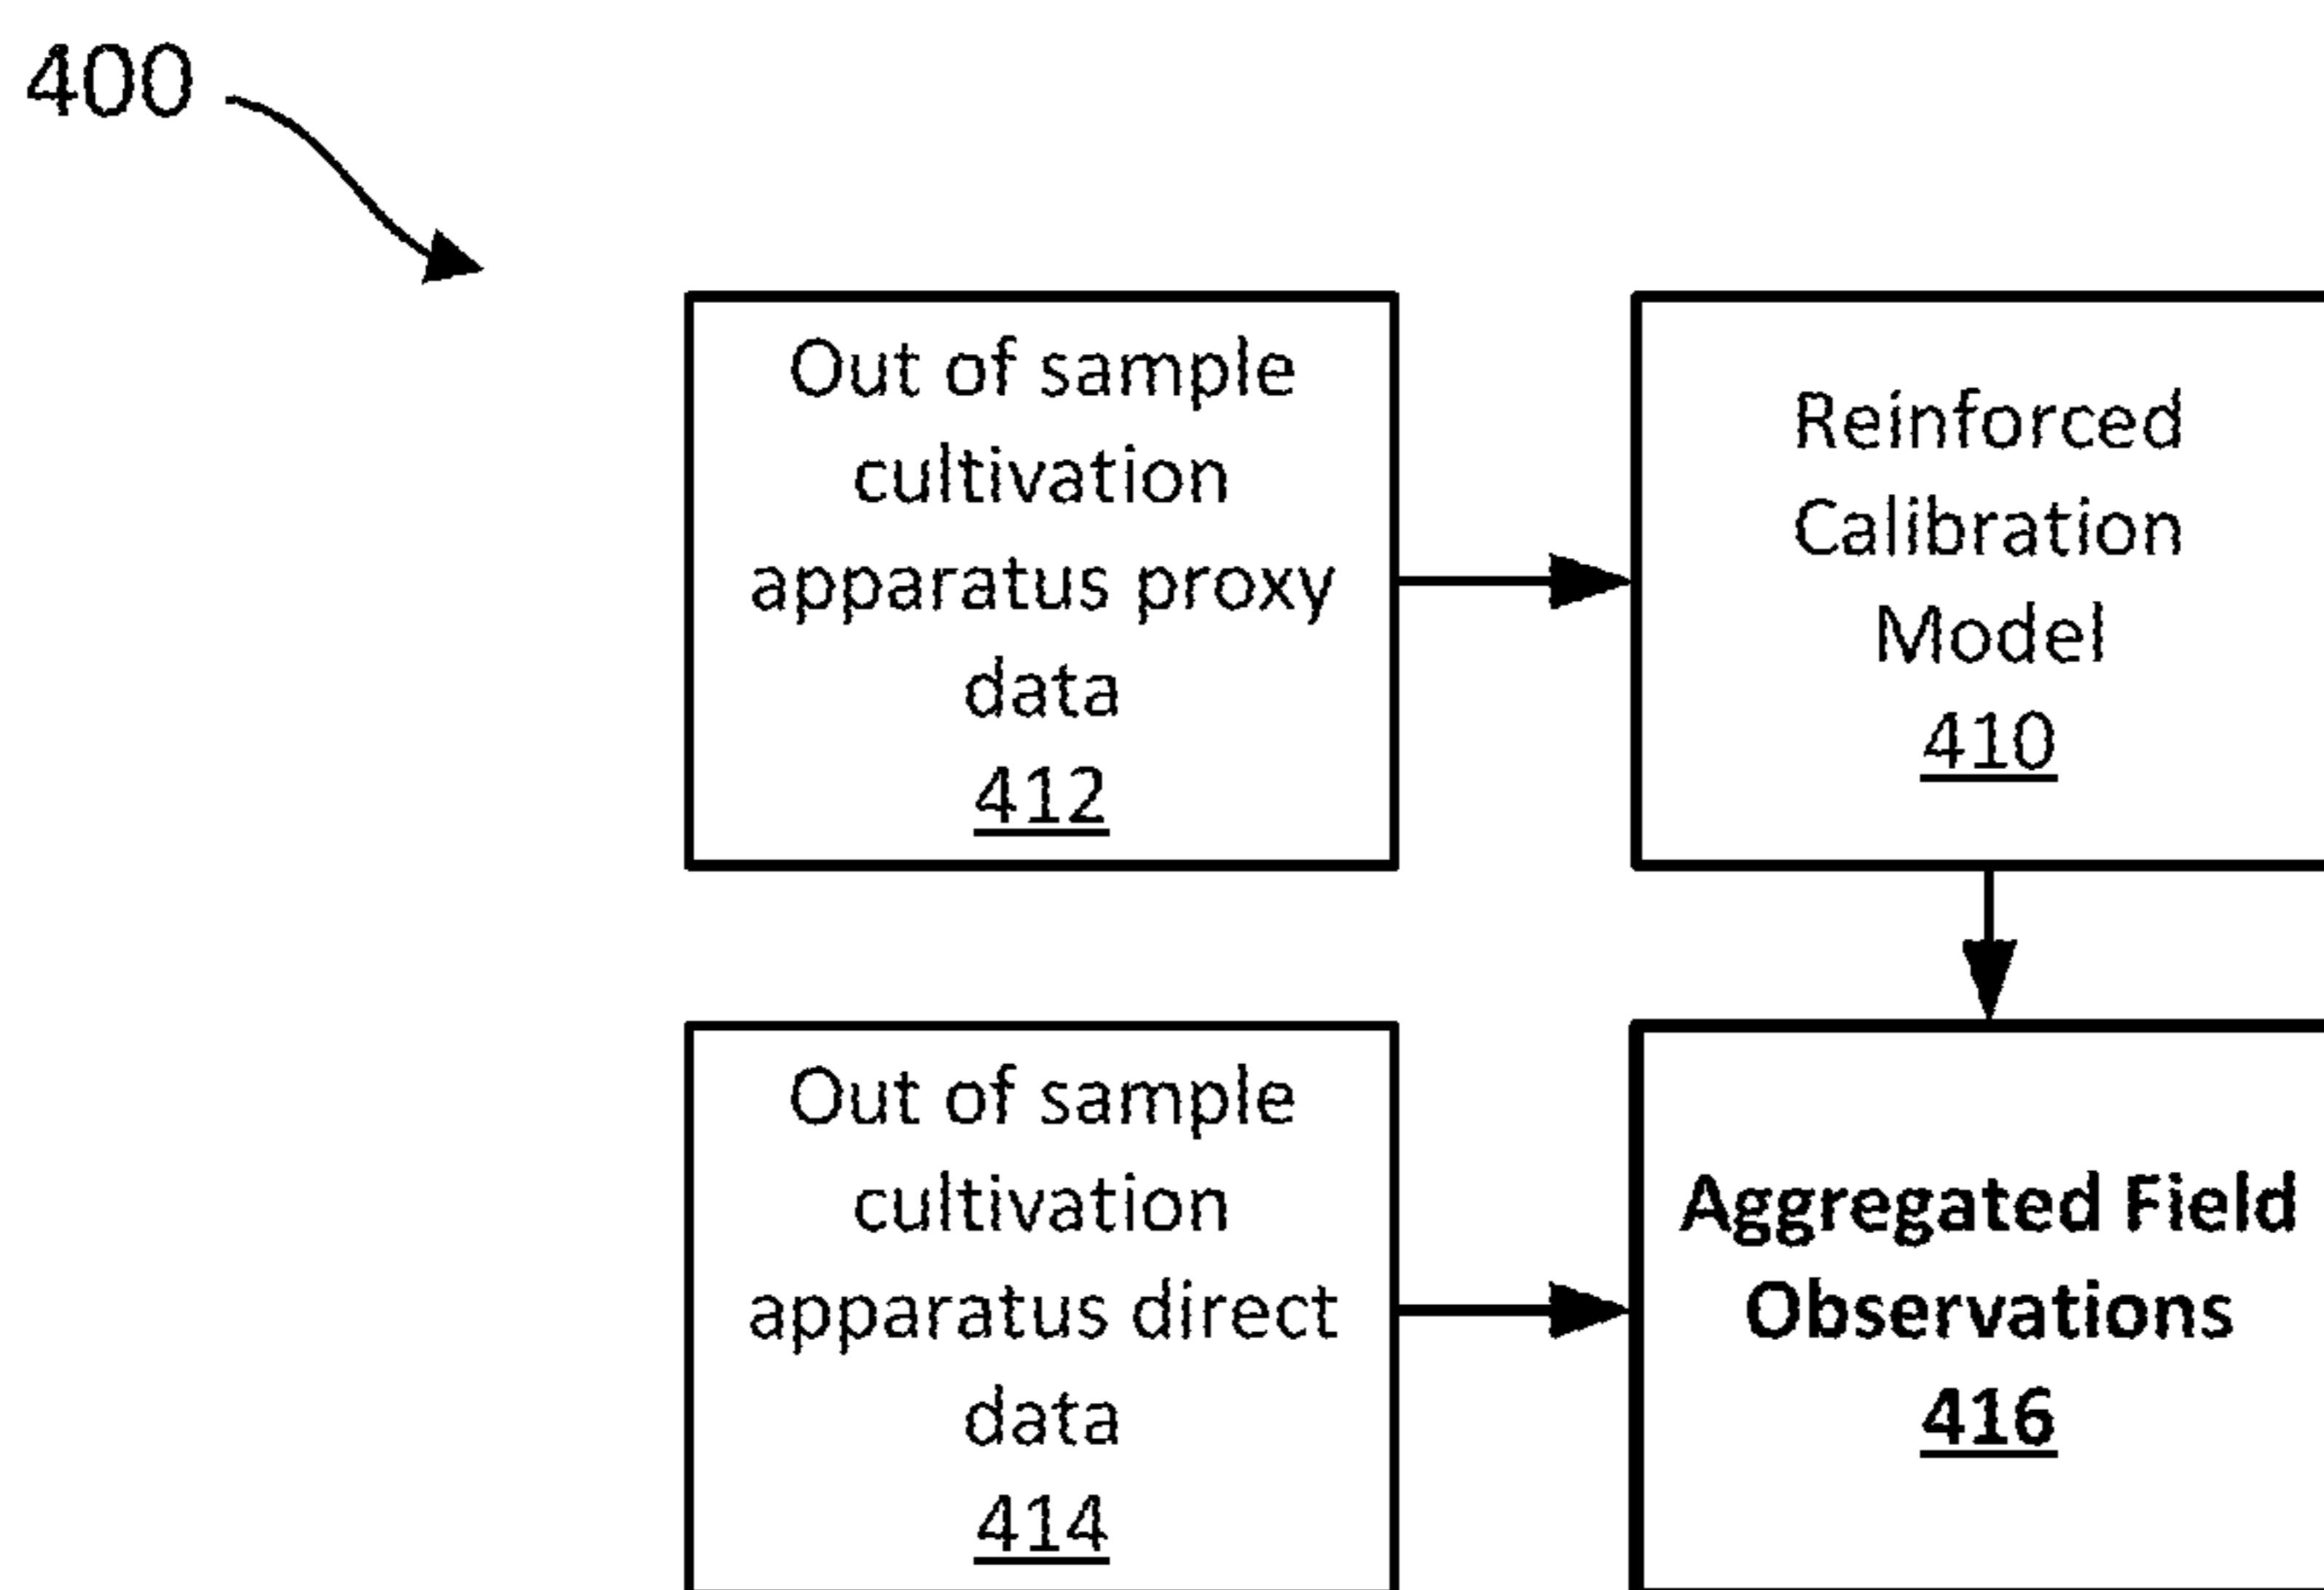 400
Out of sample
cultivation
apparatus proxy
data
412
Reinforced
Calibration
Model
410
Out of sample
cultivation
apparatus direct
data
414
Aggregated Field
Observations
416